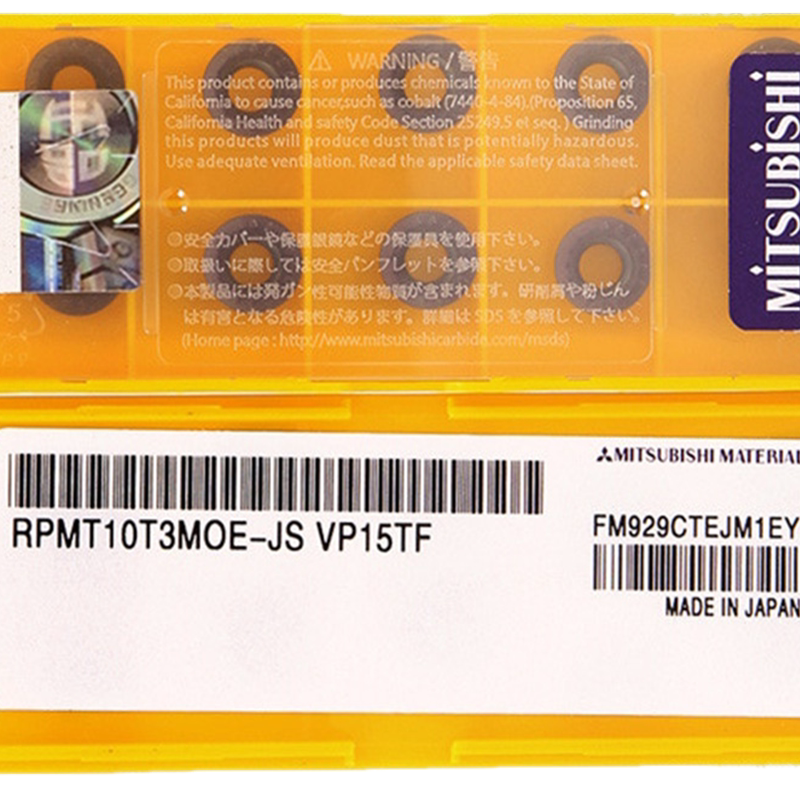 WARNING / 警告
This product contains or produces chemicals known to the State of
California to cause cancer,such as cobalt (7440-4-84).(Proposition 65,
California Health and safety Code Section 25249.5 et seq. ) Grinding
this products will produce dust that is potentially hazardous.
Use adequate ventilation. Read the applicable safety data sheet.
MITSUBISHI
GENUINE
◎安全カバーや保護眼鏡などの保護具を使用下さい。
◎取扱いに際しては安全パンフレットを参照下さい。
◎本製品には発ガン性可能性物質が含まれます。研削屑や粉じん
は有害となる危険性があります。詳細は SDS を参照して下さい。
(Home page : http://www.mitsubishicarbide.com/msds)
MITSUBISHI MATERIAL
RPMT10T3MOE-JS VP15TF
FM929CTEJM1EY
MADE IN JAPAN